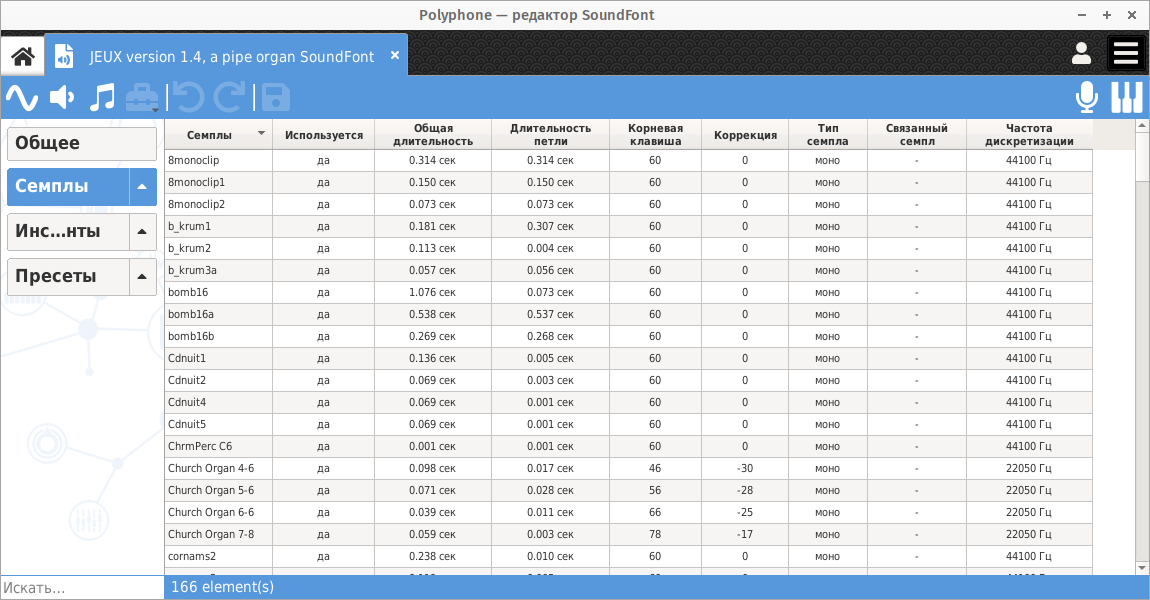 Polyphone — редактор SoundFont
JEUX version 1.4, a pipe organ SoundFont
Общее
Семплы
Инс...нты
Пресеты
Искать...
Семплы Используется Общая длительность Длительность петли Корневая клавиша Коррекция Тип семпла Связанный семпл Частота дискретизации
8monoclip да 0.314 сек 0.314 сек 60 0 моно - 44100 Гц
8monoclip1 да 0.150 сек 0.150 сек 60 0 моно - 44100 Гц
8monoclip2 да 0.073 сек 0.073 сек 60 0 моно - 44100 Гц
b_krum1 да 0.181 сек 0.307 сек 60 0 моно - 44100 Гц
b_krum2 да 0.113 сек 0.004 сек 60 0 моно - 44100 Гц
b_krum3a да 0.057 сек 0.056 сек 60 0 моно - 44100 Гц
bomb16 да 1.076 сек 0.073 сек 60 0 моно - 44100 Гц
bomb16a да 0.538 сек 0.537 сек 60 0 моно - 44100 Гц
bomb16b да 0.269 сек 0.268 сек 60 0 моно - 44100 Гц
Cdnuit1 да 0.136 сек 0.005 сек 60 0 моно - 44100 Гц
Cdnuit2 да 0.069 сек 0.003 сек 60 0 моно - 44100 Гц
Cdnuit4 да 0.069 сек 0.001 сек 60 0 моно - 44100 Гц
Cdnuit5 да 0.069 сек 0.001 сек 60 0 моно - 44100 Гц
ChrmPerc C6 да 0.001 сек 0.001 сек 60 0 моно - 44100 Гц
Church Organ 4-6 да 0.098 сек 0.017 сек 46 -30 моно - 22050 Гц
Church Organ 5-6 да 0.071 сек 0.028 сек 56 -28 моно - 22050 Гц
Church Organ 6-6 да 0.039 сек 0.011 сек 66 -25 моно - 22050 Гц
Church Organ 7-8 да 0.059 сек 0.003 сек 78 -17 моно - 22050 Гц
cornams2 да 0.238 сек 0.010 сек 60 0 моно - 44100 Гц
166 element(s)